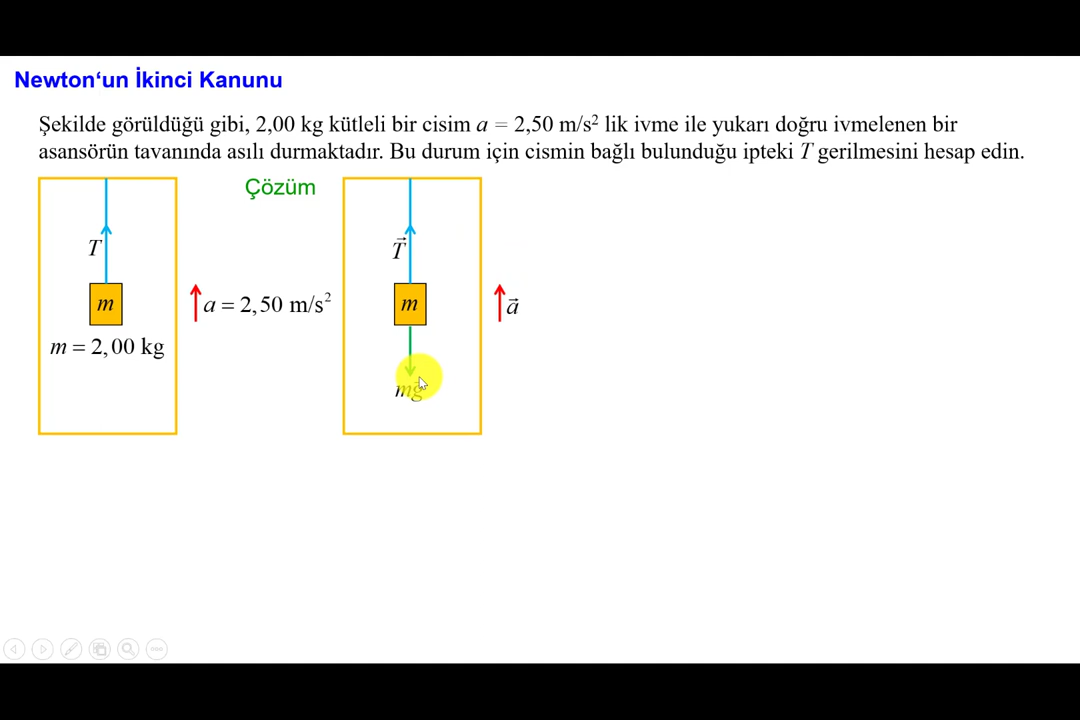 Newton‘un İkinci Kanunu
Şekilde görüldüğü gibi, 2,00 kg kütleli bir cisim a = 2,50 m/s² lik ivme ile yukarı doğru ivmelenen bir
asansörün tavanında asılı durmaktadır. Bu durum için cismin bağlı bulunduğu ipteki T gerilmesini hesap edin.
Çözüm
T
m
a = 2,50 m/s²
m = 2,00 kg
T⃗
m
a⃗
mg⃗